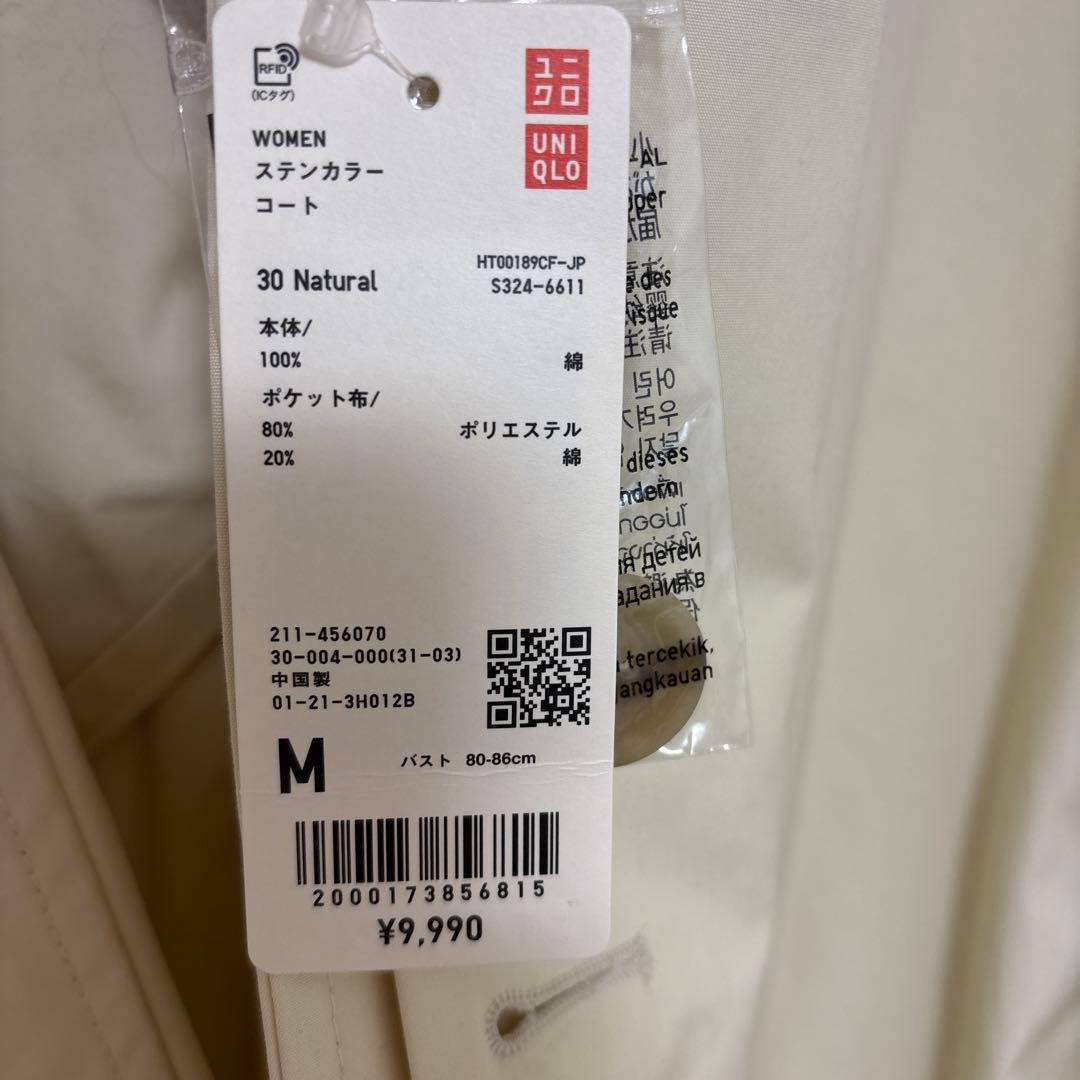 RFID
(ICタグ)
ユニ
クロ
UNI
QLO
WOMEN
ステンカラー
コート
30 Natural
HT00189CF-JP
S324-6611
本体/
100% 綿
ポケット布/
80% ポリエステル
20% 綿
211-456070
30-004-000(31-03)
中国製
01-21-3H012B
M バスト 80-86cm
2000173856815
¥9,990
des
dieses
детей
в
tercekik,